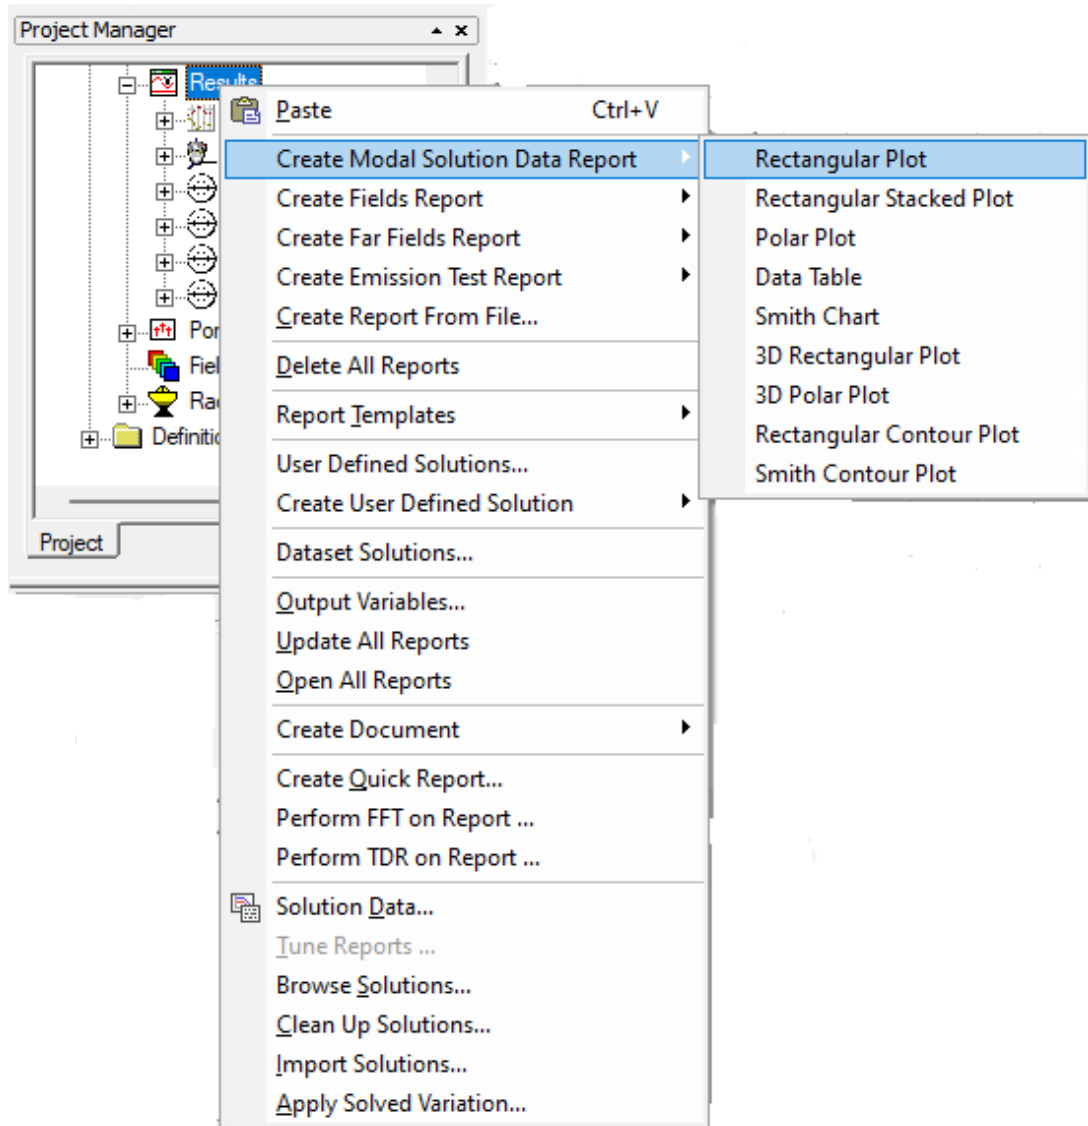 Project Manager
Results
Por
Fiel
Rad
Definitio
Project
Paste Ctrl+V
Create Modal Solution Data Report
Create Fields Report
Create Far Fields Report
Create Emission Test Report
Create Report From File...
Delete All Reports
Report Templates
User Defined Solutions...
Create User Defined Solution
Dataset Solutions...
Output Variables...
Update All Reports
Open All Reports
Create Document
Create Quick Report...
Perform FFT on Report ...
Perform TDR on Report ...
Solution Data...
Tune Reports ...
Browse Solutions...
Clean Up Solutions...
Import Solutions...
Apply Solved Variation...
Rectangular Plot
Rectangular Stacked Plot
Polar Plot
Data Table
Smith Chart
3D Rectangular Plot
3D Polar Plot
Rectangular Contour Plot
Smith Contour Plot